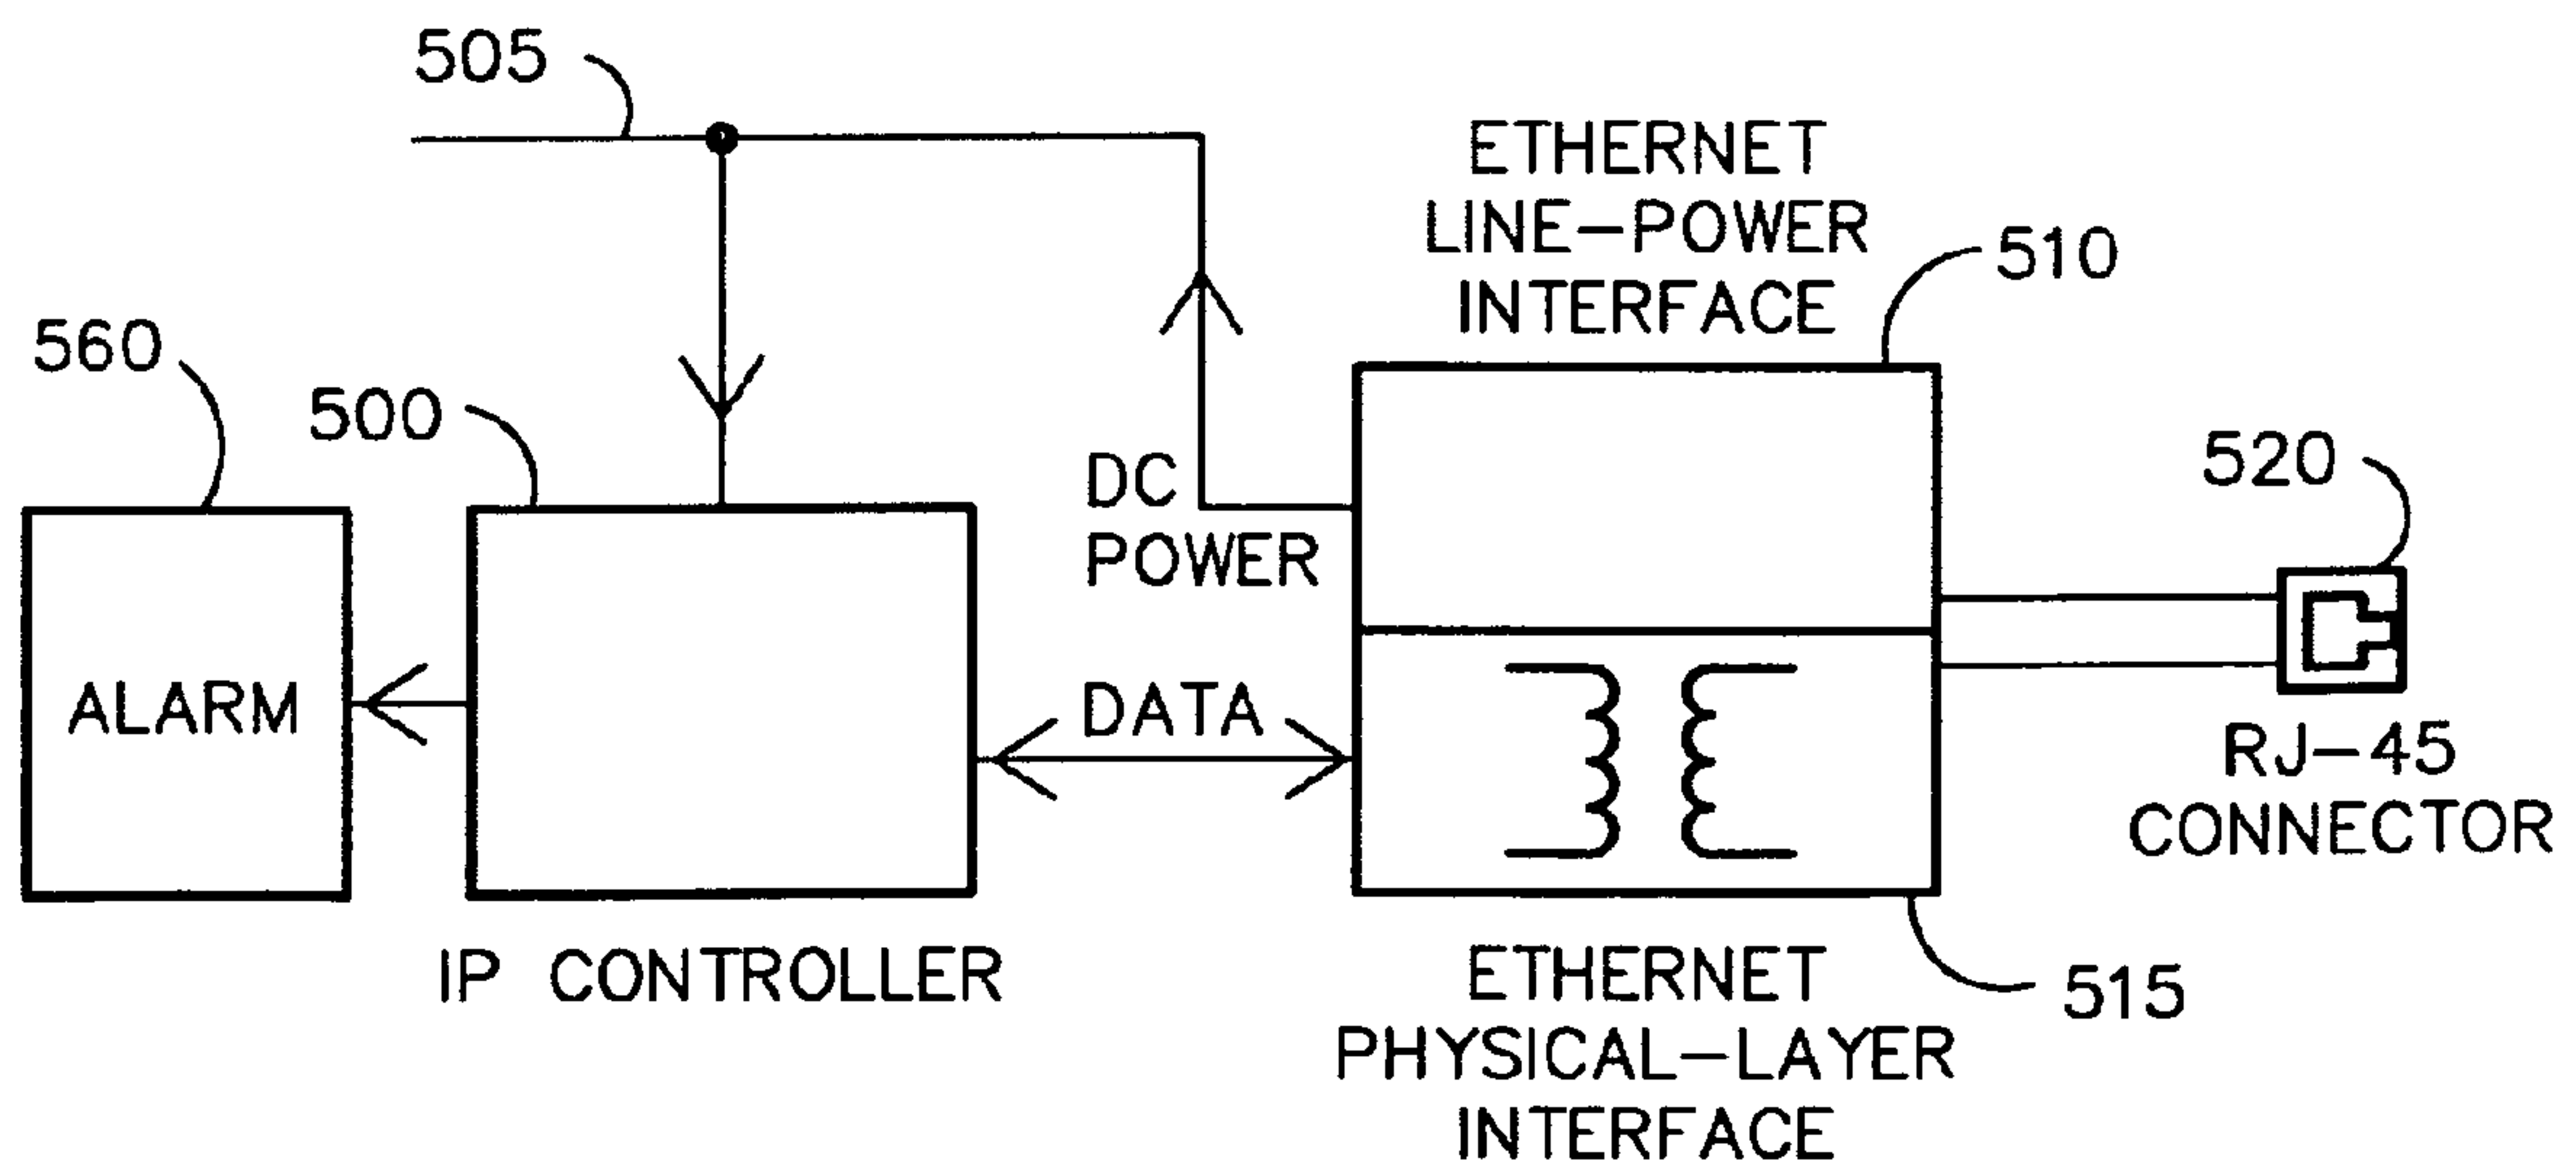 505
ETHERNET
LINE-POWER
INTERFACE
510
560
500
DC
POWER
520
ALARM
DATA
RJ-45
CONNECTOR
IP CONTROLLER
ETHERNET
PHYSICAL-LAYER
INTERFACE
515